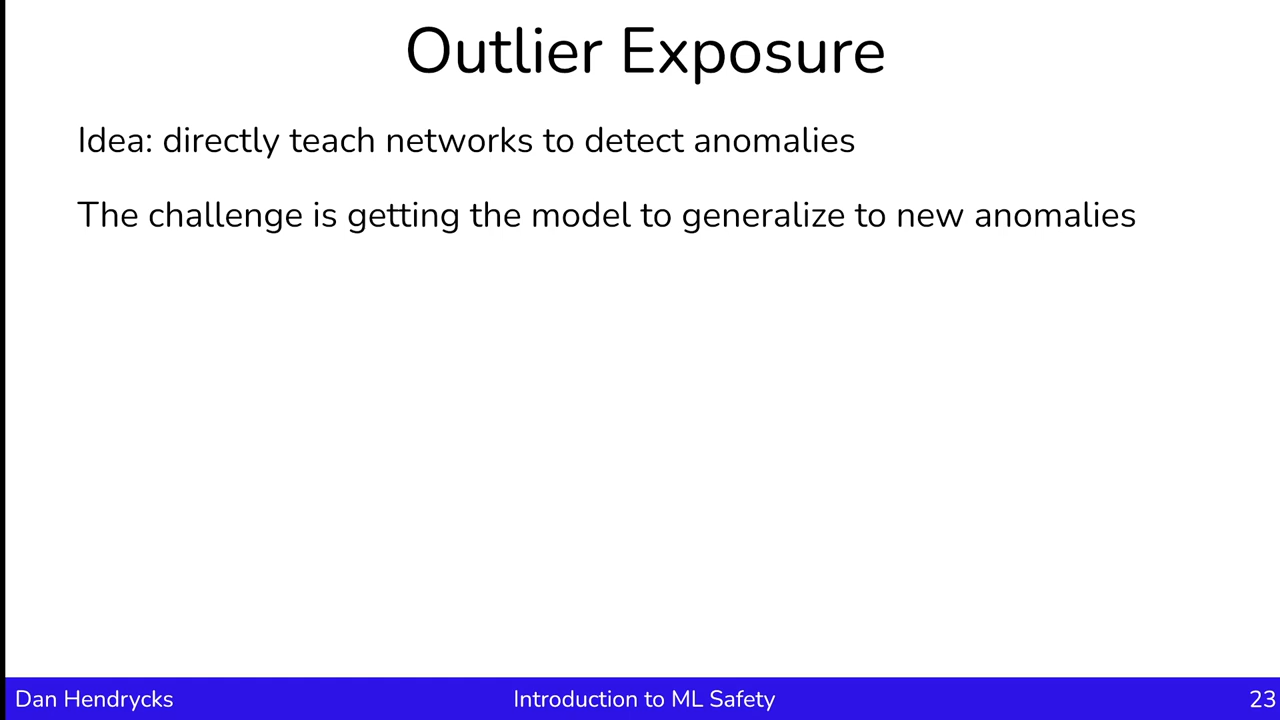 Outlier Exposure
Idea: directly teach networks to detect anomalies
The challenge is getting the model to generalize to new anomalies
Dan Hendrycks
Introduction to ML Safety
23